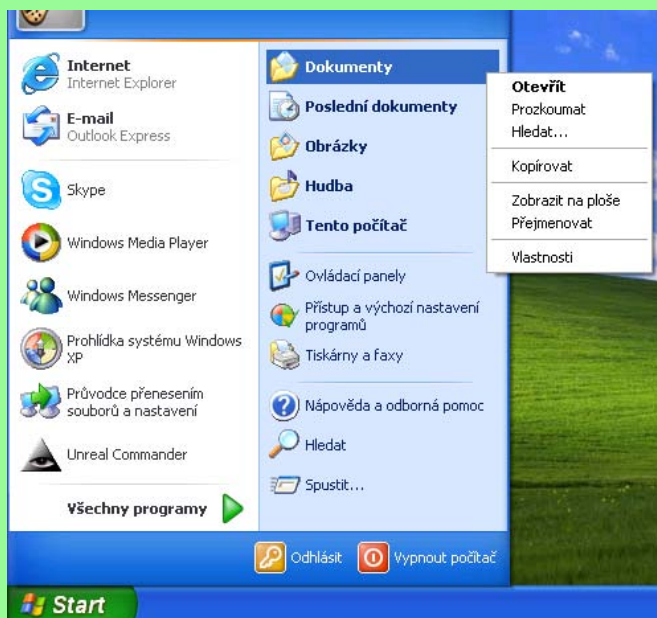 Internet
Internet Explorer
E-mail
Outlook Express
Skype
Windows Media Player
Windows Messenger
Prohlídka systému Windows
XP
Průvodce přenesením
souborů a nastavení
Unreal Commander
Všechny programy
Dokumenty
Poslední dokumenty
Obrázky
Hudba
Tento počítač
Ovládací panely
Přístup a výchozí nastavení
programů
Tiskárny a faxy
Nápověda a odborná pomoc
Hledat
Spustit...
Otevřít
Prozkoumat
Hledat...
Kopírovat
Zobrazit na ploše
Přejmenovat
Vlastnosti
Odhlásit
Vypnout počítač
Start